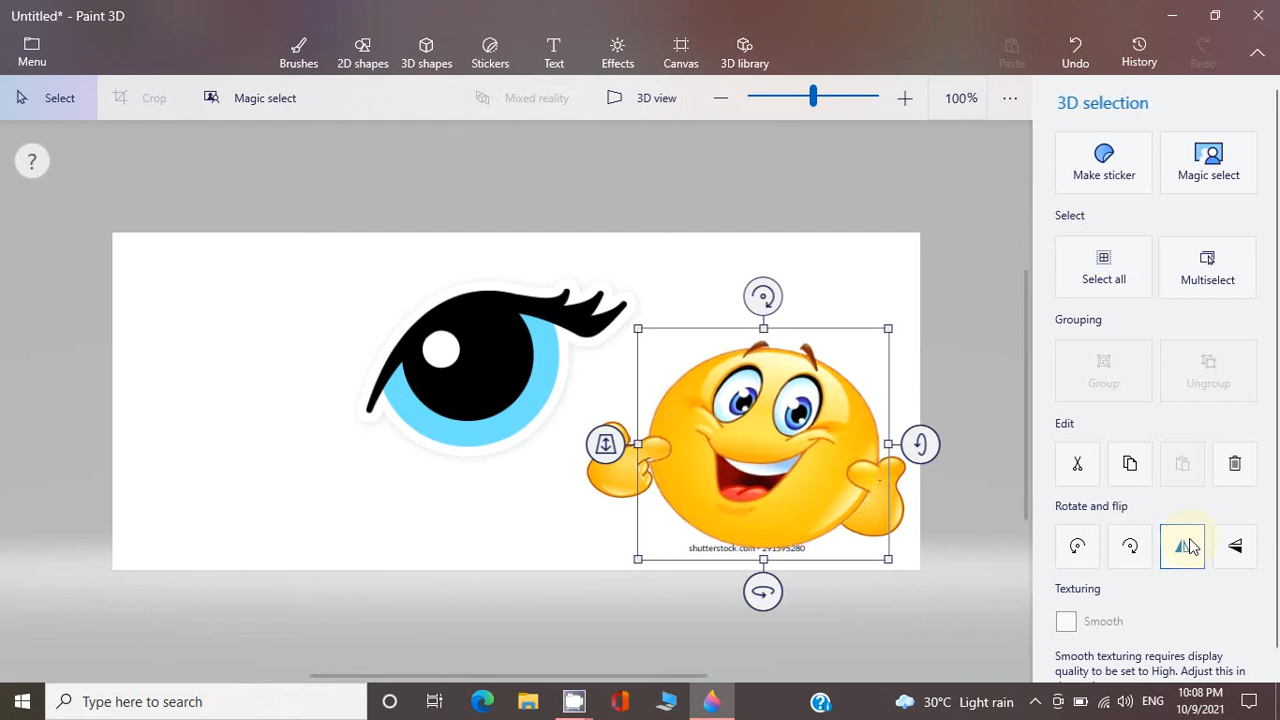 Untitled* - Paint 3D
Menu
Brushes
2D shapes
3D shapes
Stickers
Text
Effects
Canvas
3D library
Paste
Undo
History
Redo
Select
Crop
Magic select
Mixed reality
3D view
100%
?
3D selection
Make sticker
Magic select
Select
Select all
Multiselect
Grouping
Group
Ungroup
Edit
Rotate and flip
Texturing
Smooth
Smooth texturing requires display
quality to be set to High. Adjust this in
shutterstock.com · 291595280
Type here to search
?
30°C Light rain
ENG
10:08 PM
10/9/2021